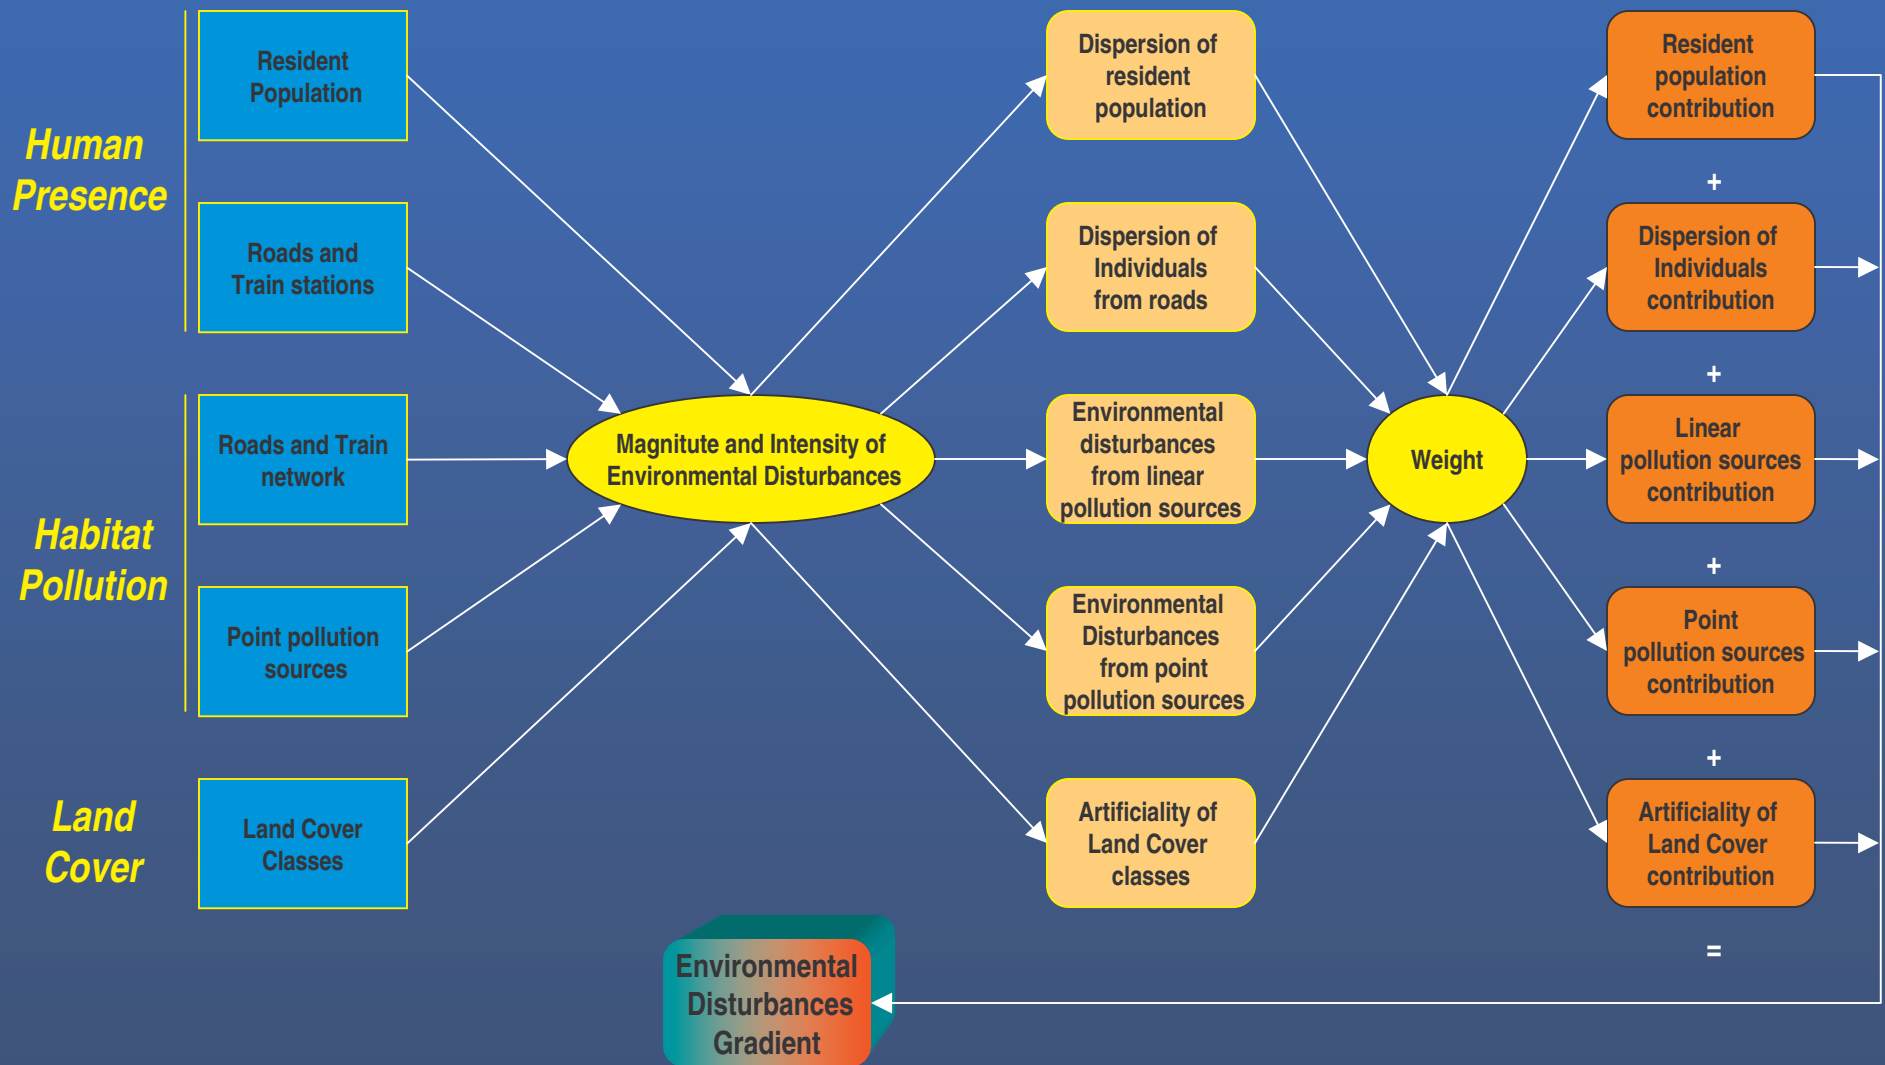 Human
Presence
Habitat
Pollution
Land
Cover
Resident
Population
Roads and
Train stations
Roads and Train
network
Point pollution
sources
Land Cover
Classes
Magnitute and Intensity of
Environmental Disturbances
Dispersion of
resident
population
Dispersion of
Individuals
from roads
Environmental
disturbances
from linear
pollution sources
Environmental
Disturbances
from point
pollution sources
Artificiality of
Land Cover
classes
Weight
Resident
population
contribution
+
Dispersion of
Individuals
contribution
+
Linear
pollution sources
contribution
+
Point
pollution sources
contribution
+
Artificiality of
Land Cover
contribution
=
Environmental
Disturbances
Gradient